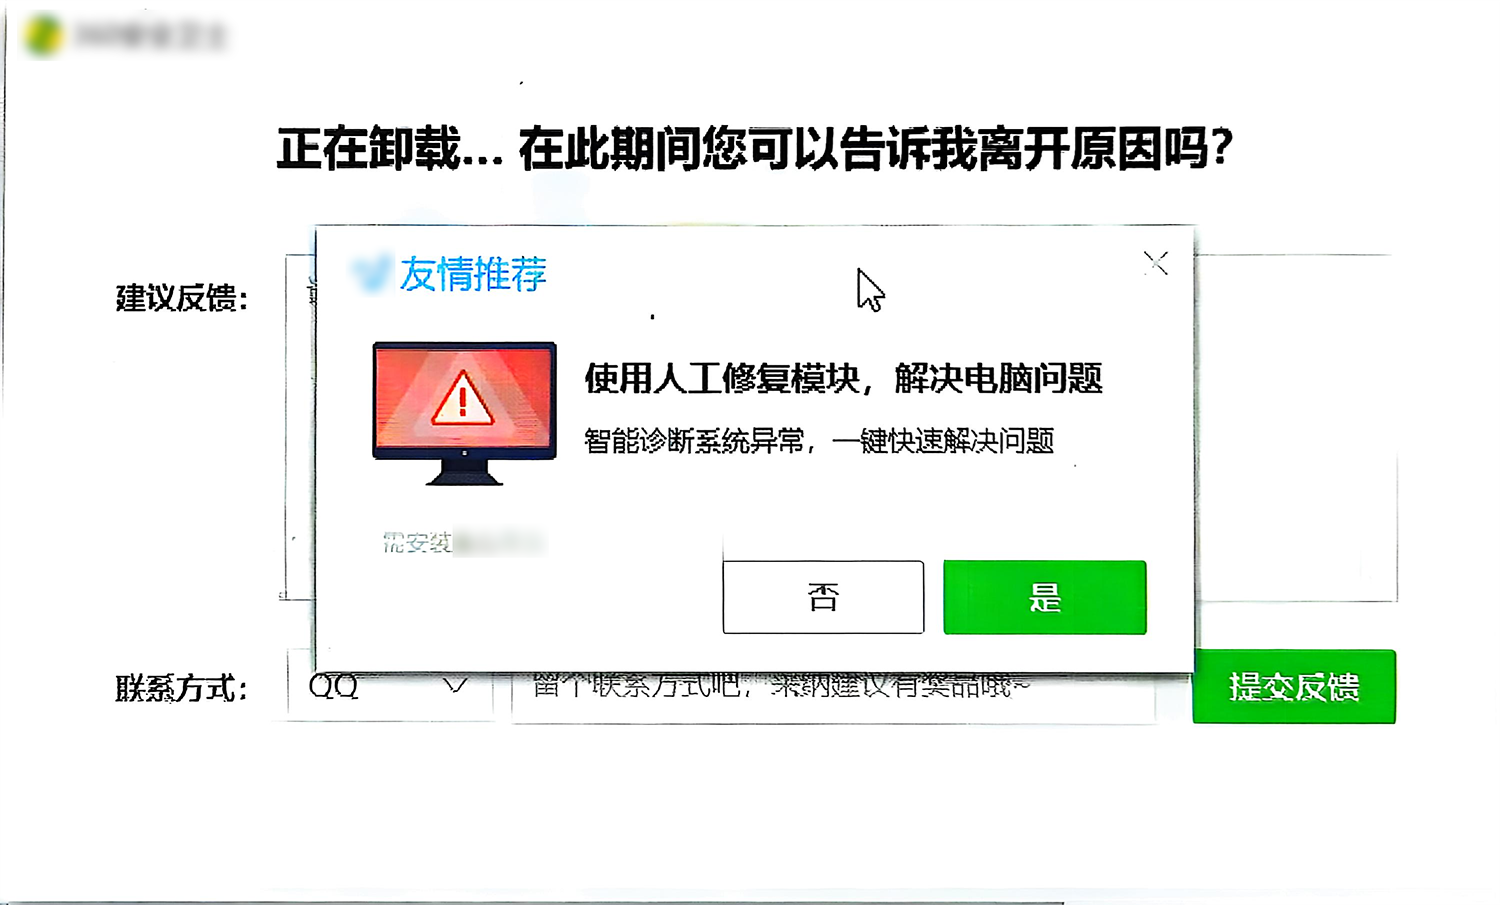 正在卸载... 在此期间您可以告诉我离开原因吗？
友情推荐
建议反馈：
使用人工修复模块，解决电脑问题
智能诊断系统异常，一键快速解决问题
需安装
否
是
联系方式：
QQ
留个联系方式吧，采纳建议有奖品哦~
提交反馈